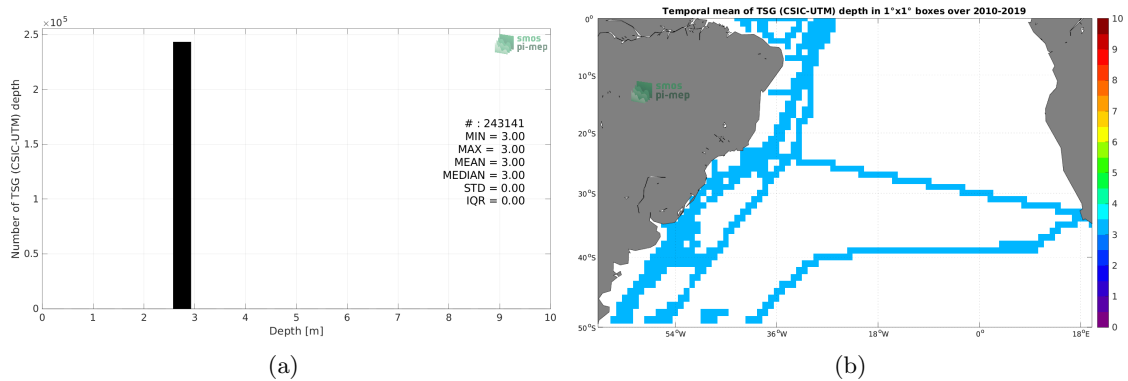 ×10⁵
2.5
2
1.5
1
0.5
0
0 1 2 3 4 5 6 7 8 9 10
Number of TSG (CSIC-UTM) depth
Depth [m]
smos
pi-mep
# : 243141
MIN = 3.00
MAX = 3.00
MEAN = 3.00
MEDIAN = 3.00
STD = 0.00
IQR = 0.00
(a)
Temporal mean of TSG (CSIC-UTM) depth in 1°x1° boxes over 2010-2019
0°
10°S
20°S
30°S
40°S
50°S
54°W 36°W 18°W 0° 18°E
smos
pi-mep
10
9
8
7
6
5
4
3
2
1
0
(b)